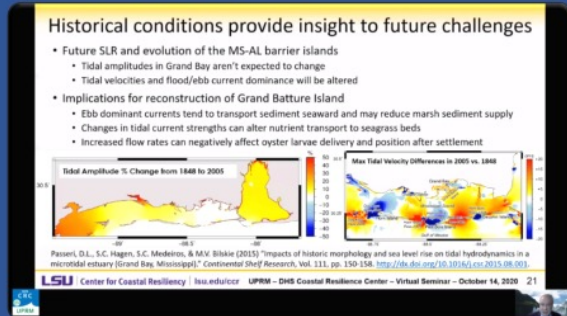 Historical conditions provide insight to future challenges
• Future SLR and evolution of the MS-AL barrier islands
• Tidal amplitudes in Grand Bay aren't expected to change
• Tidal velocities and flood/ebb current dominance will be altered
• Implications for reconstruction of Grand Batture Island
• Ebb dominant currents tend to transport sediment seaward and may reduce marsh sediment supply
• Changes in tidal current strengths can alter nutrient transport to seagrass beds
• Increased flow rates can negatively affect oyster larvae delivery and position after settlement
Tidal Amplitude % Change from 1848 to 2005
Max Tidal Velocity Differences in 2005 vs. 1848
Passeri, D.L., S.C. Hagen, S.C. Medeiros, & M.V. Bilskie (2015) "Impacts of historic morphology and sea level rise on tidal hydrodynamics in a
microtidal estuary (Grand Bay, Mississippi)." Continental Shelf Research, Vol. 111, pp. 150-158. http://dx.doi.org/10.1016/j.csr.2015.08.001.
LSU | Center for Coastal Resiliency | lsu.edu/ccr UPRM – DHS Coastal Resilience Center – Virtual Seminar – October 14, 2020 21
CRC
UPRM